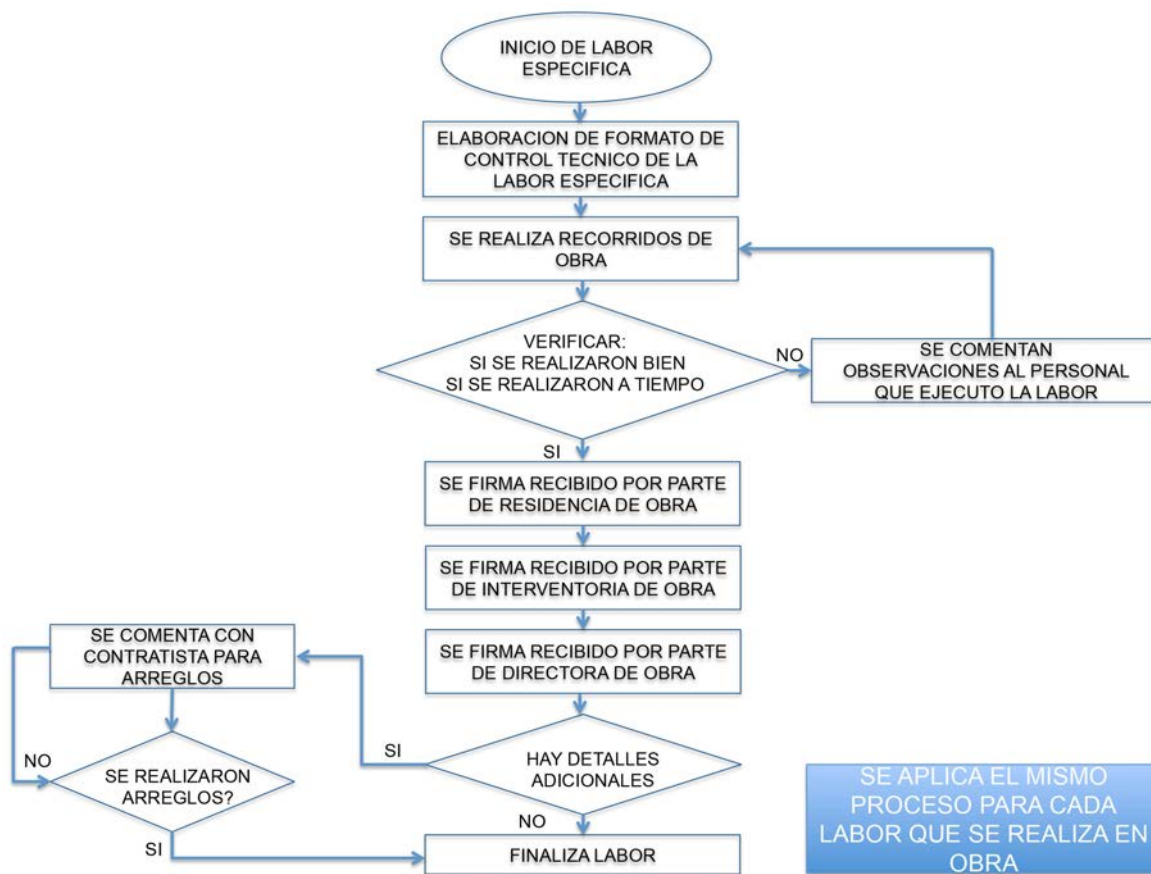 INICIO DE LABOR
ESPECIFICA
ELABORACION DE FORMATO DE
CONTROL TECNICO DE LA
LABOR ESPECIFICA
SE REALIZA RECORRIDOS DE
OBRA
VERIFICAR:
SI SE REALIZARON BIEN
SI SE REALIZARON A TIEMPO
NO
SE COMENTAN
OBSERVACIONES AL PERSONAL
QUE EJECUTO LA LABOR
SI
SE FIRMA RECIBIDO POR PARTE
DE RESIDENCIA DE OBRA
SE FIRMA RECIBIDO POR PARTE
DE INTERVENTORIA DE OBRA
SE FIRMA RECIBIDO POR PARTE
DE DIRECTORA DE OBRA
HAY DETALLES
ADICIONALES
SI
SE COMENTA CON
CONTRATISTA PARA
ARREGLOS
NO
SE REALIZARON
ARREGLOS?
SI
NO
FINALIZA LABOR
SE APLICA EL MISMO
PROCESO PARA CADA
LABOR QUE SE REALIZA EN
OBRA